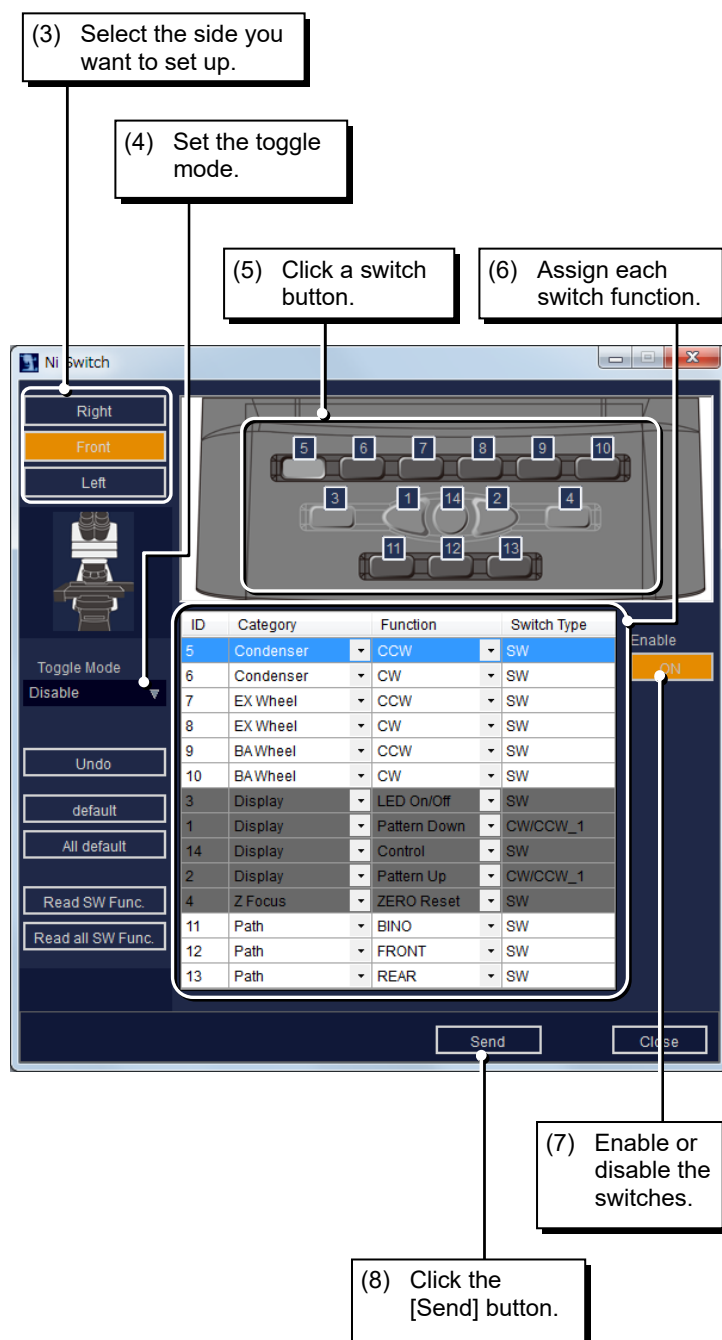 (3) Select the side you
want to set up.
(4) Set the toggle
mode.
(5) Click a switch
button.
(6) Assign each
switch function.
Ni Switch
Right
Front
Left
5 6 7 8 9 10
3 1 14 2 4
11 12 13
Toggle Mode
Disable
Undo
default
All default
Read SW Func.
Read all SW Func.
ID Category Function Switch Type
5 Condenser CCW SW
6 Condenser CW SW
7 EX Wheel CCW SW
8 EX Wheel CW SW
9 BA Wheel CCW SW
10 BA Wheel CW SW
3 Display LED On/Off SW
1 Display Pattern Down CW/CCW_1
14 Display Control SW
2 Display Pattern Up CW/CCW_1
4 Z Focus ZERO Reset SW
11 Path BINO SW
12 Path FRONT SW
13 Path REAR SW
Enable
ON
Send
Close
(7) Enable or
disable the
switches.
(8) Click the
[Send] button.